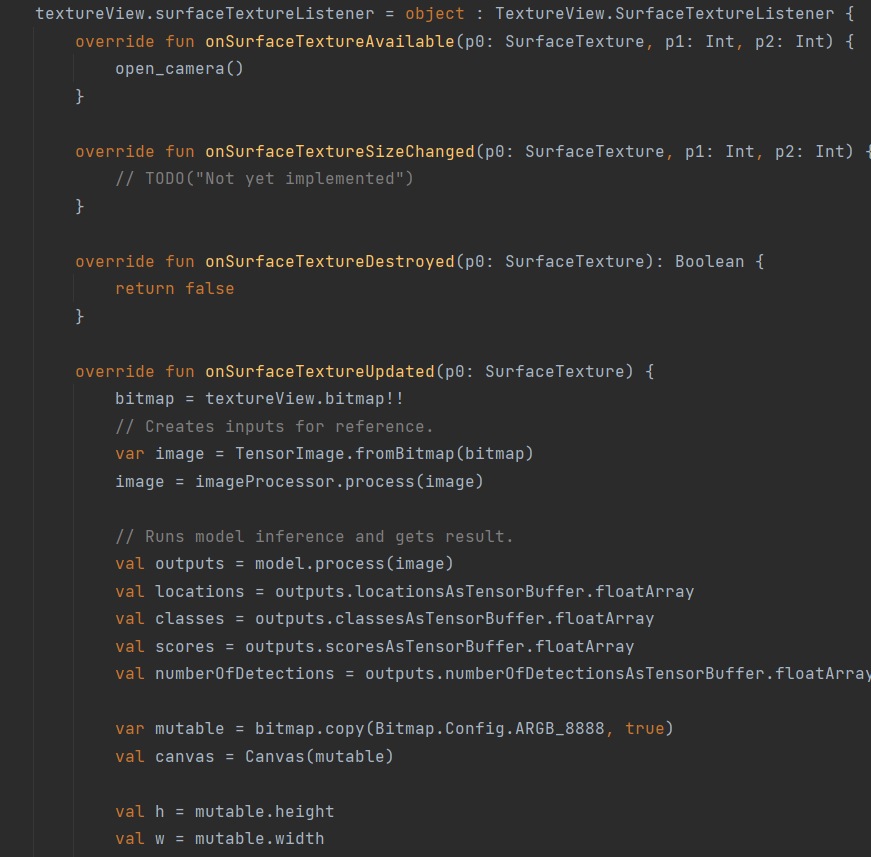 textureView.surfaceTextureListener = object : TextureView.SurfaceTextureListener {
override fun onSurfaceTextureAvailable(p0: SurfaceTexture, p1: Int, p2: Int) {
open_camera()
}
override fun onSurfaceTextureSizeChanged(p0: SurfaceTexture, p1: Int, p2: Int) {
// TODO("Not yet implemented")
}
override fun onSurfaceTextureDestroyed(p0: SurfaceTexture): Boolean {
return false
}
override fun onSurfaceTextureUpdated(p0: SurfaceTexture) {
bitmap = textureView.bitmap!!
// Creates inputs for reference.
var image = TensorImage.fromBitmap(bitmap)
image = imageProcessor.process(image)
// Runs model inference and gets result.
val outputs = model.process(image)
val locations = outputs.locationsAsTensorBuffer.floatArray
val classes = outputs.classesAsTensorBuffer.floatArray
val scores = outputs.scoresAsTensorBuffer.floatArray
val numberOfDetections = outputs.numberOfDetectionsAsTensorBuffer.floatArray
var mutable = bitmap.copy(Bitmap.Config.ARGB_8888, true)
val canvas = Canvas(mutable)
val h = mutable.height
val w = mutable.width